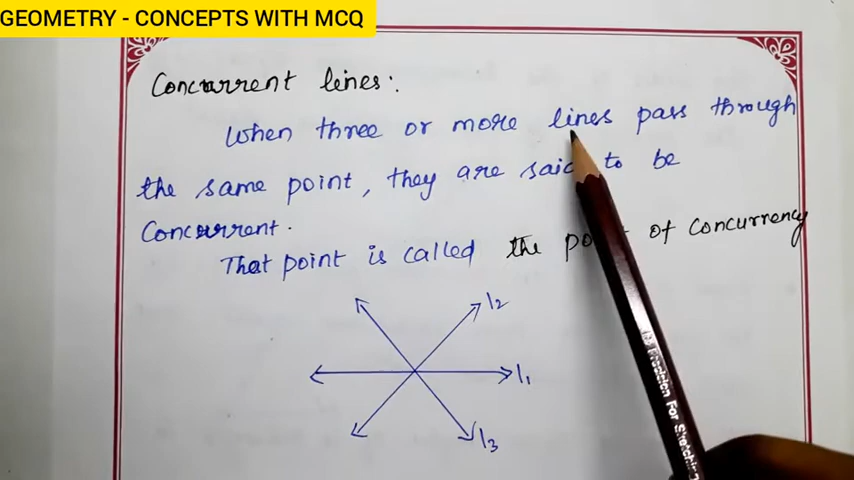 GEOMETRY - CONCEPTS WITH MCQ
Concurrent lines:
When three or more lines pass through
the same point, they are said to be
Concurrent.
That point is called the of concurrency
l2
l1
l3